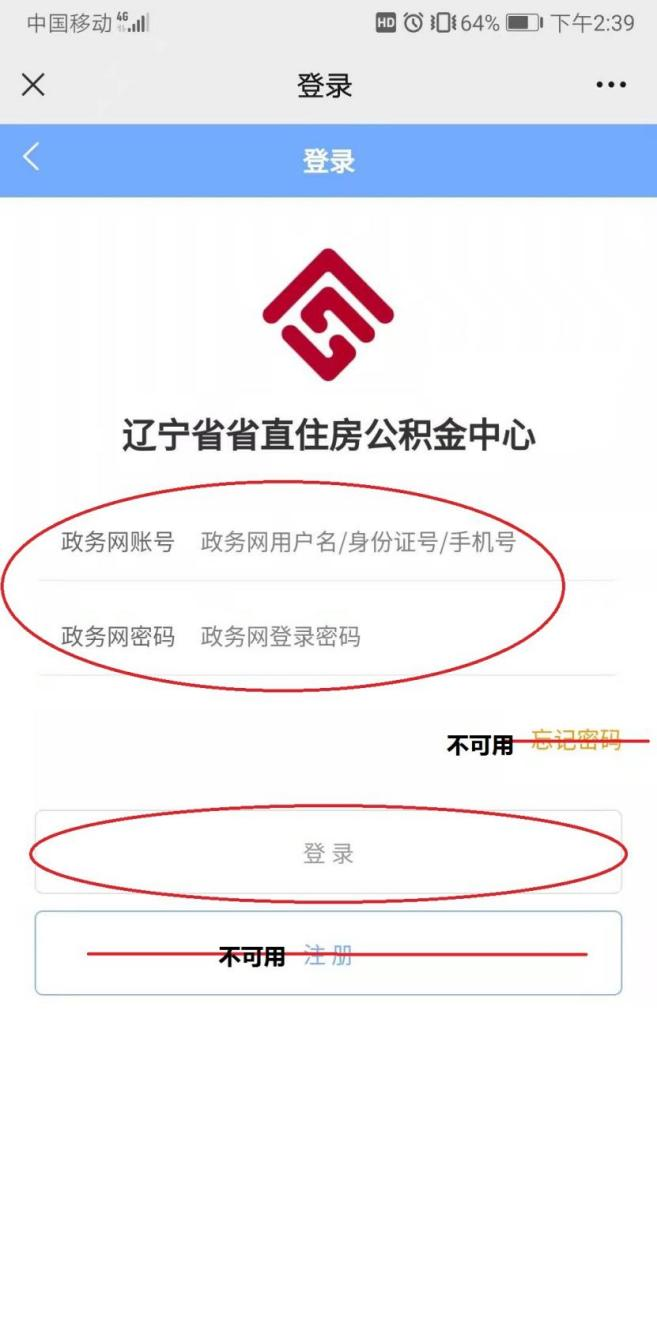 中国移动 4G HD 64% 下午2:39
登录
登录
辽宁省省直住房公积金中心
政务网账号 政务网用户名/身份证号/手机号
政务网密码 政务网登录密码
不可用 忘记密码
登 录
不可用 注 册